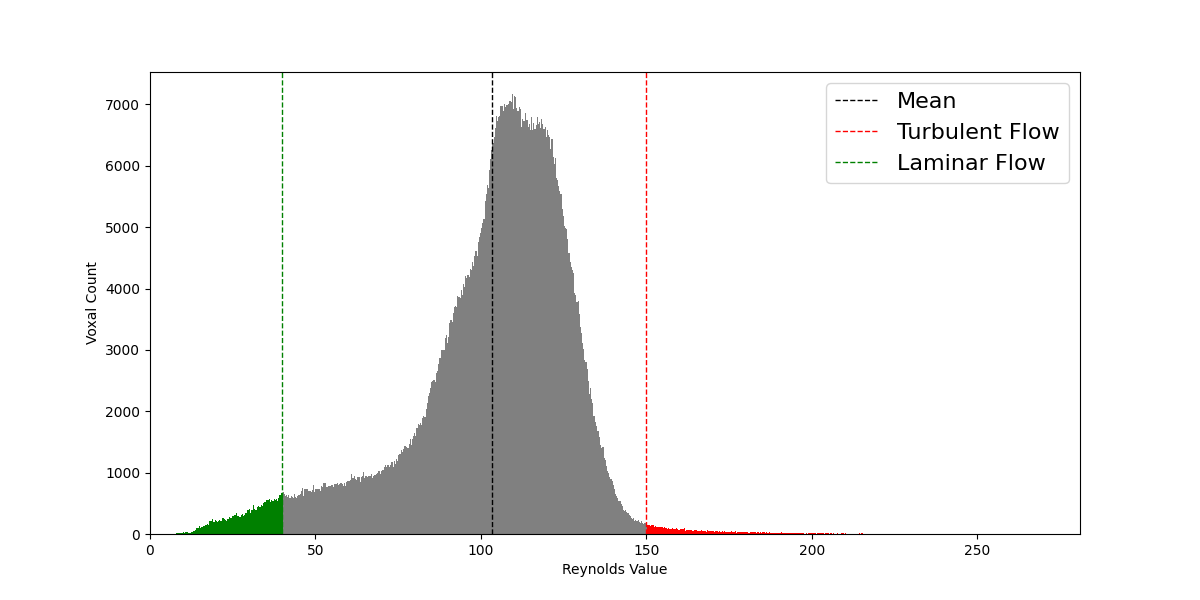 Mean
Turbulent Flow
Laminar Flow
7000
6000
5000
4000
3000
2000
1000
0
Voxal Count
0 50 100 150 200 250
Reynolds Value